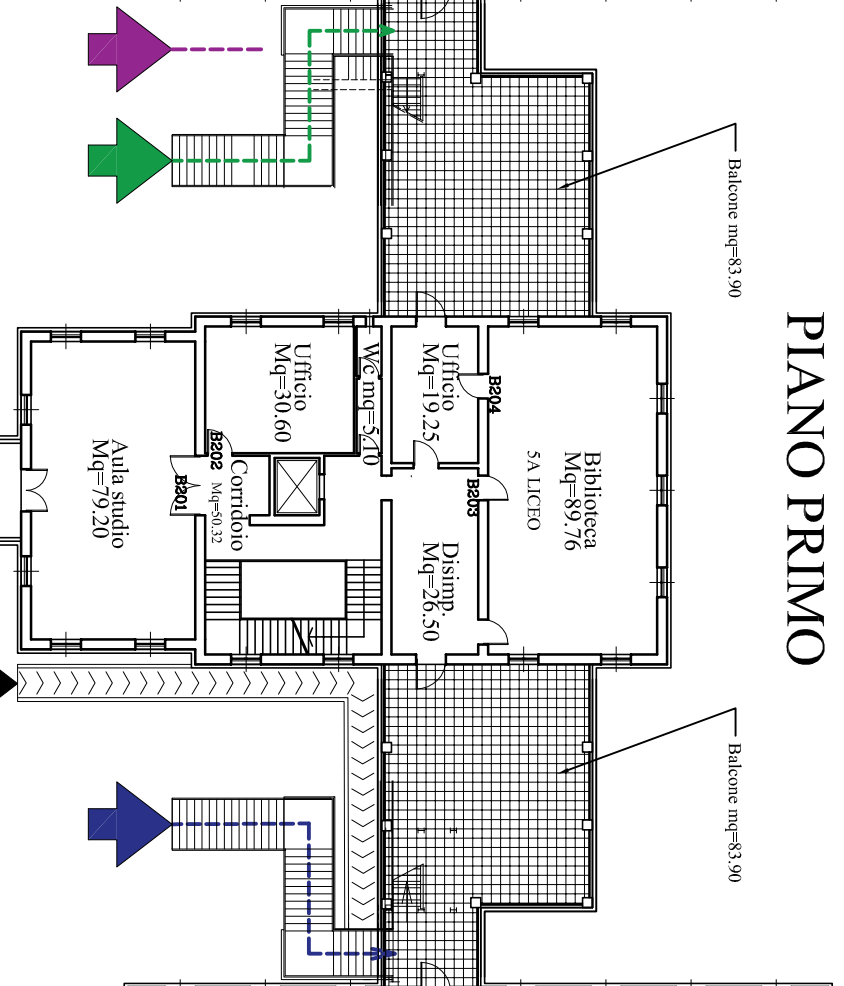 PIANO PRIMO
Balcone mq=83.90
Balcone mq=83.90
Biblioteca
Mq=89.76
5A LICEO
B204
B203
Ufficio
Mq=19.25
Disimp.
Mq=26.50
Wc mq=5.10
Ufficio
Mq=30.60
Corridoio
Mq=50.32
B202
B201
Aula studio
Mq=79.20